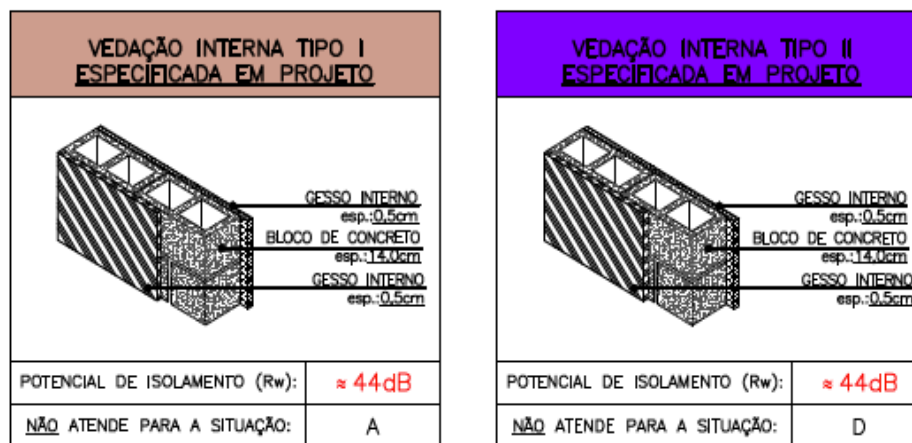 VEDAÇÃO INTERNA TIPO I
ESPECIFICADA EM PROJETO
GESSO INTERNO
esp.:0,5cm
BLOCO DE CONCRETO
esp.:14,0cm
GESSO INTERNO
esp.:0,5cm
POTENCIAL DE ISOLAMENTO (Rw): ≈ 44dB
NÃO ATENDE PARA A SITUAÇÃO: A
VEDAÇÃO INTERNA TIPO II
ESPECIFICADA EM PROJETO
GESSO INTERNO
esp.:0,5cm
BLOCO DE CONCRETO
esp.:14,0cm
GESSO INTERNO
esp.:0,5cm
POTENCIAL DE ISOLAMENTO (Rw): ≈ 44dB
NÃO ATENDE PARA A SITUAÇÃO: D